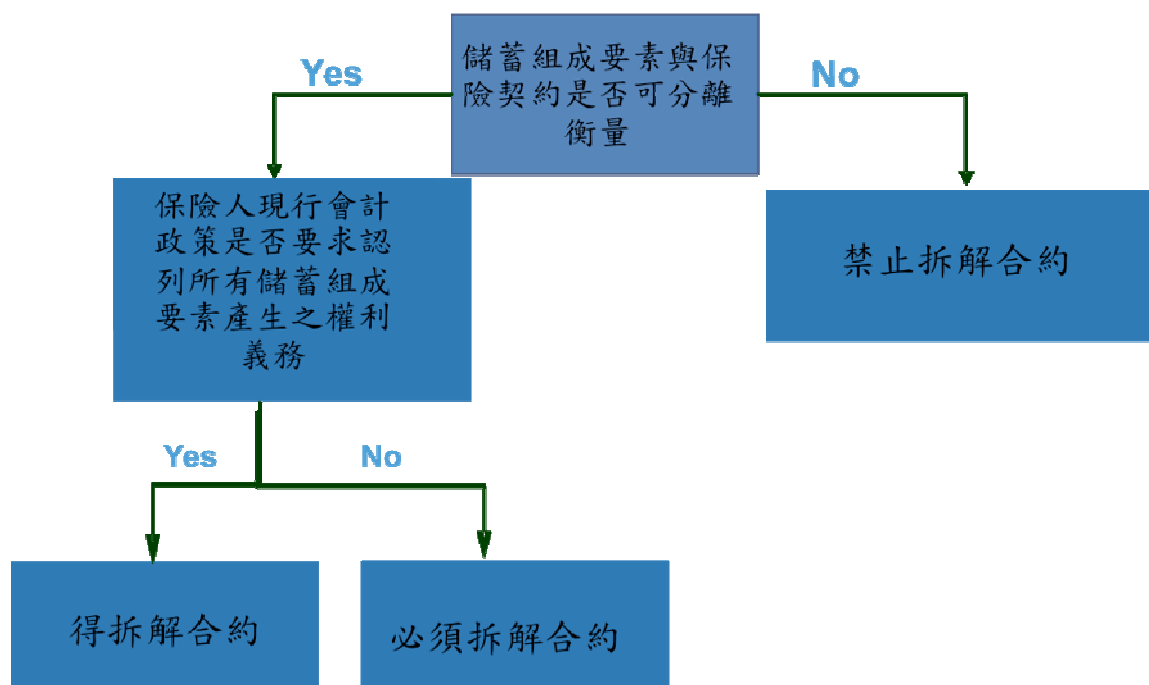 儲蓄組成要素與保
險契約是否可分離
衡量
Yes
No
保險人現行會計
政策是否要求認
列所有儲蓄組成
要素產生之權利
義務
禁止拆解合約
Yes
No
得拆解合約
必須拆解合約